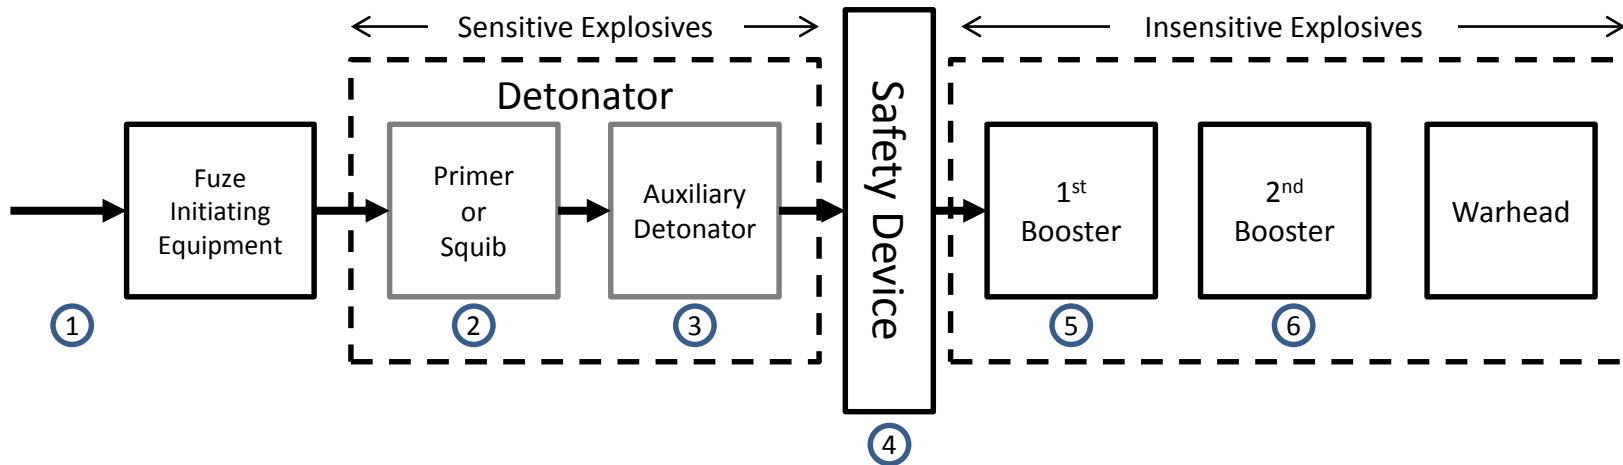 Sensitive Explosives
Insensitive Explosives
Detonator
Safety Device
Fuze
Initiating
Equipment
Primer
or
Squib
Auxiliary
Detonator
1st
Booster
2nd
Booster
Warhead
1
2
3
4
5
6